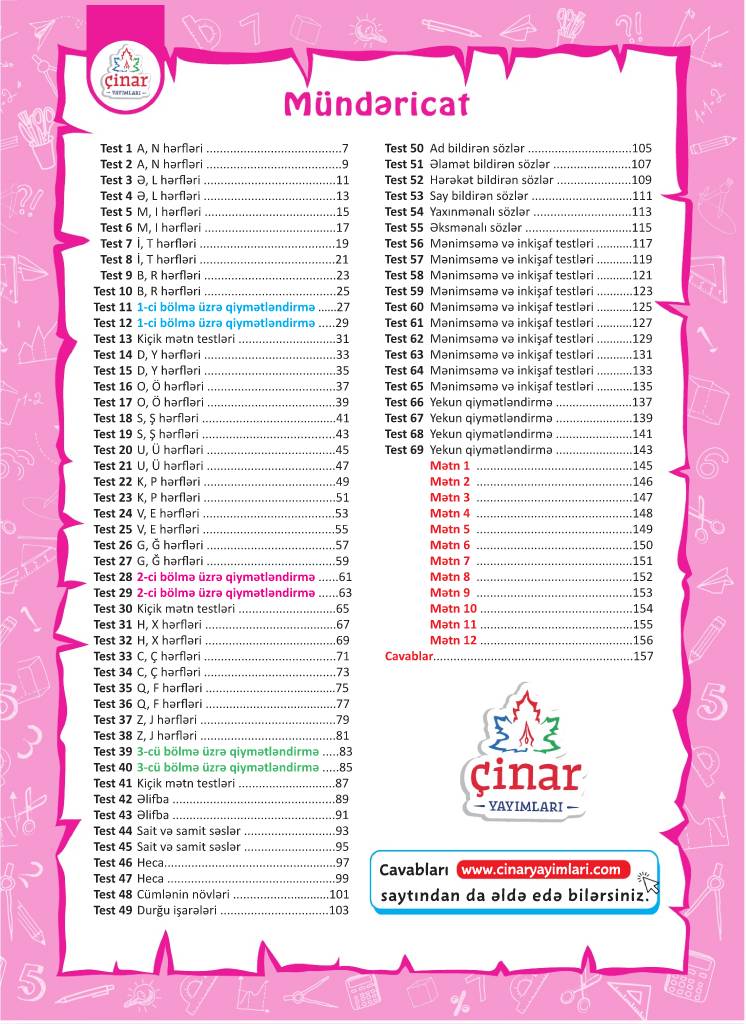 çinar
YAYIMLARI
Mündəricat
Test 1 A, N hərfləri ..........................................7
Test 2 A, N hərfləri ..........................................9
Test 3 Ə, L hərfləri .........................................11
Test 4 Ə, L hərfləri .........................................13
Test 5 M, I hərfləri .........................................15
Test 6 M, I hərfləri .........................................17
Test 7 İ, T hərfləri ..........................................19
Test 8 İ, T hərfləri ..........................................21
Test 9 B, R hərfləri .........................................23
Test 10 B, R hərfləri .........................................25
Test 11 1-ci bölmə üzrə qiymətləndirmə ......27
Test 12 1-ci bölmə üzrə qiymətləndirmə ......29
Test 13 Kiçik mətn testləri ..............................31
Test 14 D, Y hərfləri ........................................33
Test 15 D, Y hərfləri ........................................35
Test 16 O, Ö hərfləri .......................................37
Test 17 O, Ö hərfləri .......................................39
Test 18 S, Ş hərfləri .........................................41
Test 19 S, Ş hərfləri .........................................43
Test 20 U, Ü hərfləri .......................................45
Test 21 U, Ü hərfləri .......................................47
Test 22 K, P hərfləri ........................................49
Test 23 K, P hərfləri ........................................51
Test 24 V, E hərfləri ........................................53
Test 25 V, E hərfləri ........................................55
Test 26 G, Ğ hərfləri .......................................57
Test 27 G, Ğ hərfləri .......................................59
Test 28 2-ci bölmə üzrə qiymətləndirmə ......61
Test 29 2-ci bölmə üzrə qiymətləndirmə ......63
Test 30 Kiçik mətn testləri ..............................65
Test 31 H, X hərfləri ........................................67
Test 32 H, X hərfləri ........................................69
Test 33 C, Ç hərfləri ........................................71
Test 34 C, Ç hərfləri ........................................73
Test 35 Q, F hərfləri ........................................75
Test 36 Q, F hərfləri ........................................77
Test 37 Z, J hərfləri .........................................79
Test 38 Z, J hərfləri .........................................81
Test 39 3-cü bölmə üzrə qiymətləndirmə .....83
Test 40 3-cü bölmə üzrə qiymətləndirmə .....85
Test 41 Kiçik mətn testləri ..............................87
Test 42 Əlifba ..................................................89
Test 43 Əlifba ..................................................91
Test 44 Sait və samit səslər ............................93
Test 45 Sait və samit səslər ............................95
Test 46 Heca.....................................................97
Test 47 Heca ....................................................99
Test 48 Cümlənin növləri ..............................101
Test 49 Durğu işarələri ..................................103
Test 50 Ad bildirən sözlər ................................105
Test 51 Əlamət bildirən sözlər ........................107
Test 52 Hərəkət bildirən sözlər .......................109
Test 53 Say bildirən sözlər ...............................111
Test 54 Yaxınmənalı sözlər ..............................113
Test 55 Əksmənalı sözlər .................................115
Test 56 Mənimsəmə və inkişaf testləri ..........117
Test 57 Mənimsəmə və inkişaf testləri ..........119
Test 58 Mənimsəmə və inkişaf testləri ..........121
Test 59 Mənimsəmə və inkişaf testləri ..........123
Test 60 Mənimsəmə və inkişaf testləri ..........125
Test 61 Mənimsəmə və inkişaf testləri ..........127
Test 62 Mənimsəmə və inkişaf testləri ..........129
Test 63 Mənimsəmə və inkişaf testləri ..........131
Test 64 Mənimsəmə və inkişaf testləri ..........133
Test 65 Mənimsəmə və inkişaf testləri ..........135
Test 66 Yekun qiymətləndirmə .......................137
Test 67 Yekun qiymətləndirmə .......................139
Test 68 Yekun qiymətləndirmə .......................141
Test 69 Yekun qiymətləndirmə .......................143
Mətn 1 ................................................145
Mətn 2 ................................................146
Mətn 3 ................................................147
Mətn 4 ................................................148
Mətn 5 ................................................149
Mətn 6 ................................................150
Mətn 7 ................................................151
Mətn 8 ................................................152
Mətn 9 ................................................153
Mətn 10 ..............................................154
Mətn 11 ..............................................155
Mətn 12 ..............................................156
Cavablar.............................................................157
çinar
YAYIMLARI
Cavabları www.cinaryayimlari.com
saytından da əldə edə bilərsiniz.